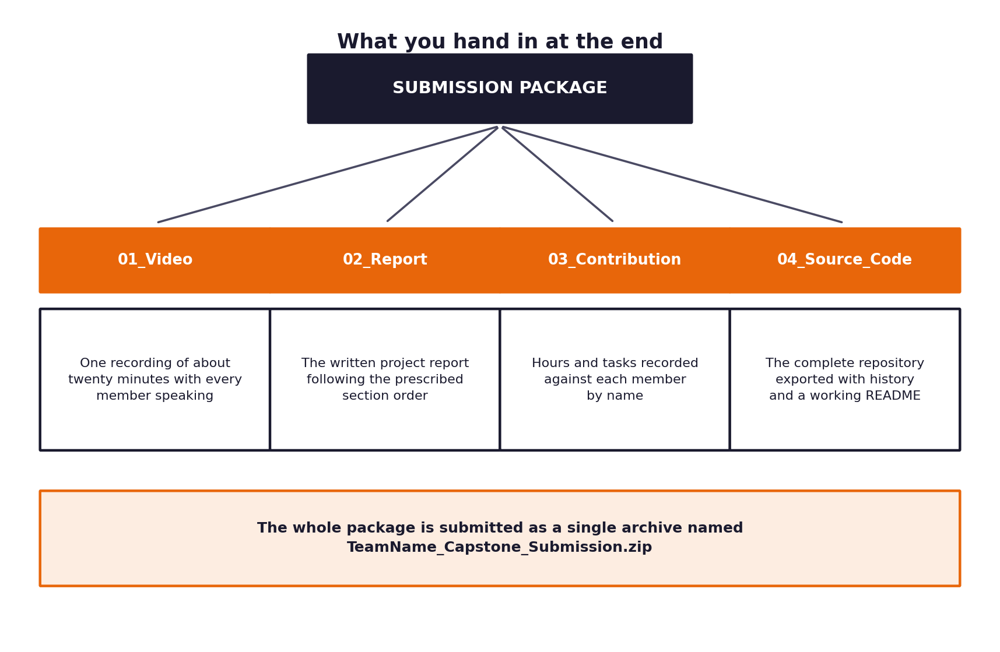 What you hand in at the end
SUBMISSION PACKAGE
01_Video
02_Report
03_Contribution
04_Source_Code
One recording of about
twenty minutes with every
member speaking
The written project report
following the prescribed
section order
Hours and tasks recorded
against each member
by name
The complete repository
exported with history
and a working README
The whole package is submitted as a single archive named
TeamName_Capstone_Submission.zip